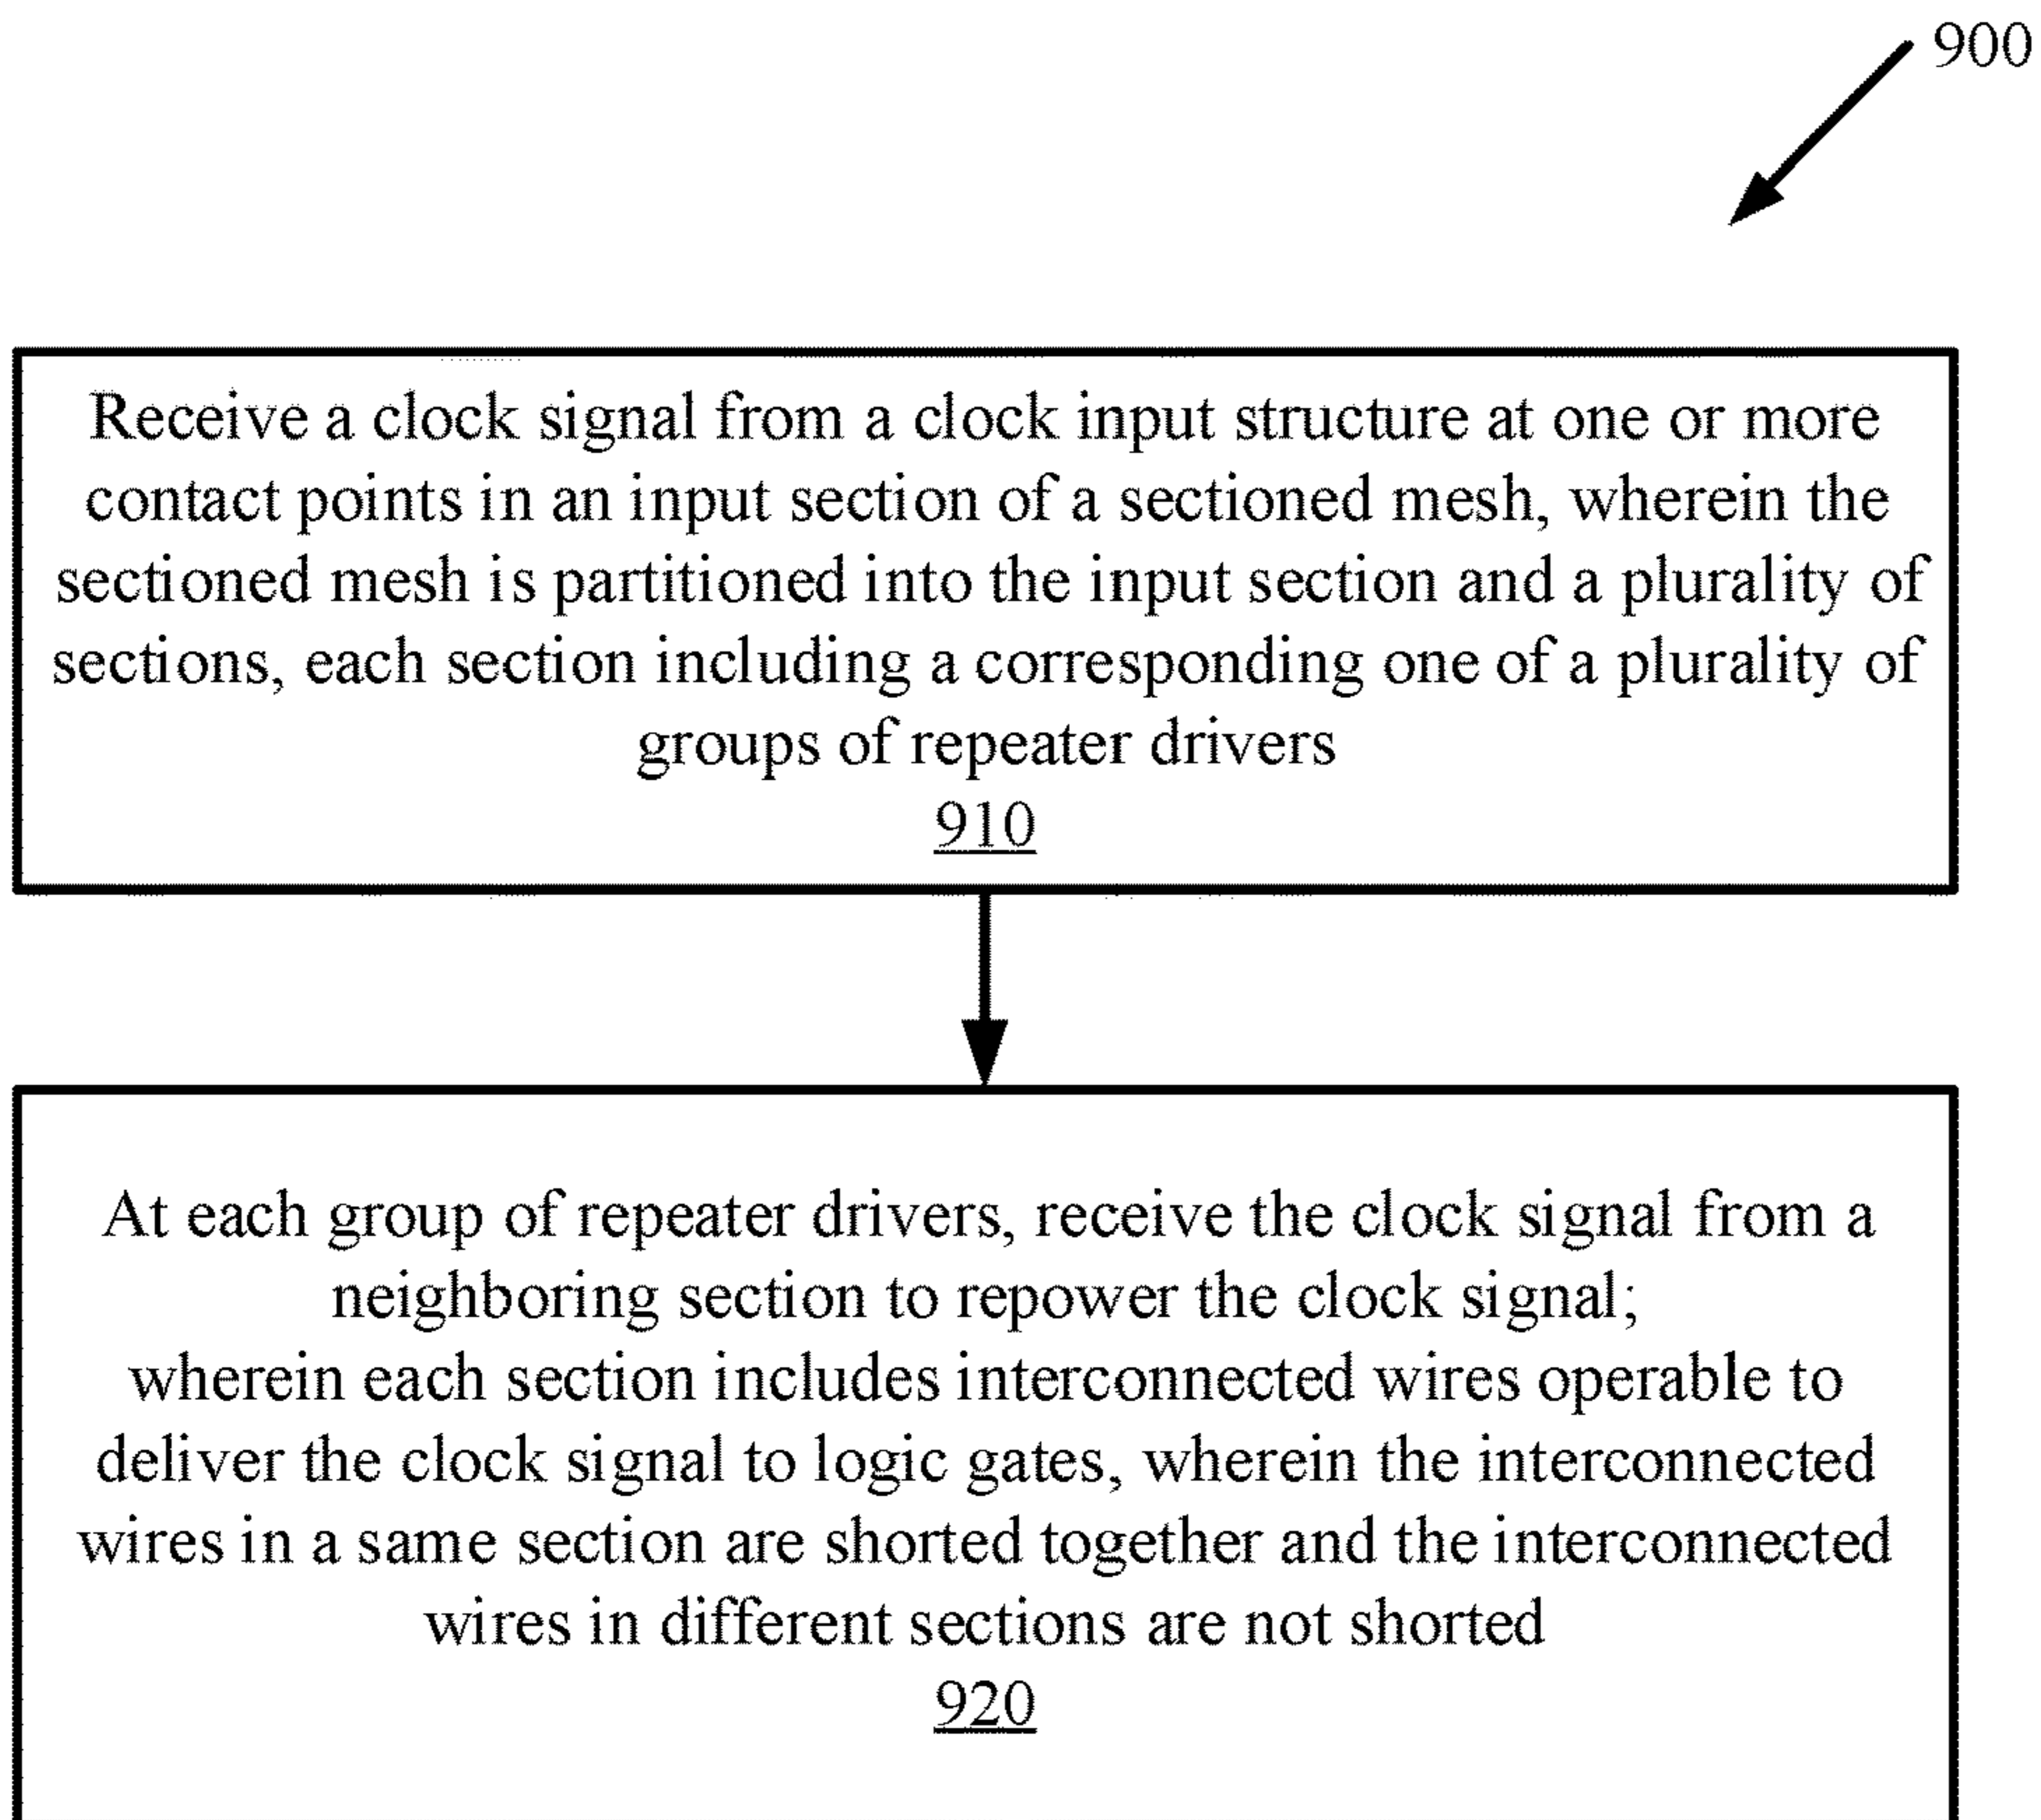 900
Receive a clock signal from a clock input structure at one or more
contact points in an input section of a sectioned mesh, wherein the
sectioned mesh is partitioned into the input section and a plurality of
sections, each section including a corresponding one of a plurality of
groups of repeater drivers
910
At each group of repeater drivers, receive the clock signal from a
neighboring section to repower the clock signal;
wherein each section includes interconnected wires operable to
deliver the clock signal to logic gates, wherein the interconnected
wires in a same section are shorted together and the interconnected
wires in different sections are not shorted
920